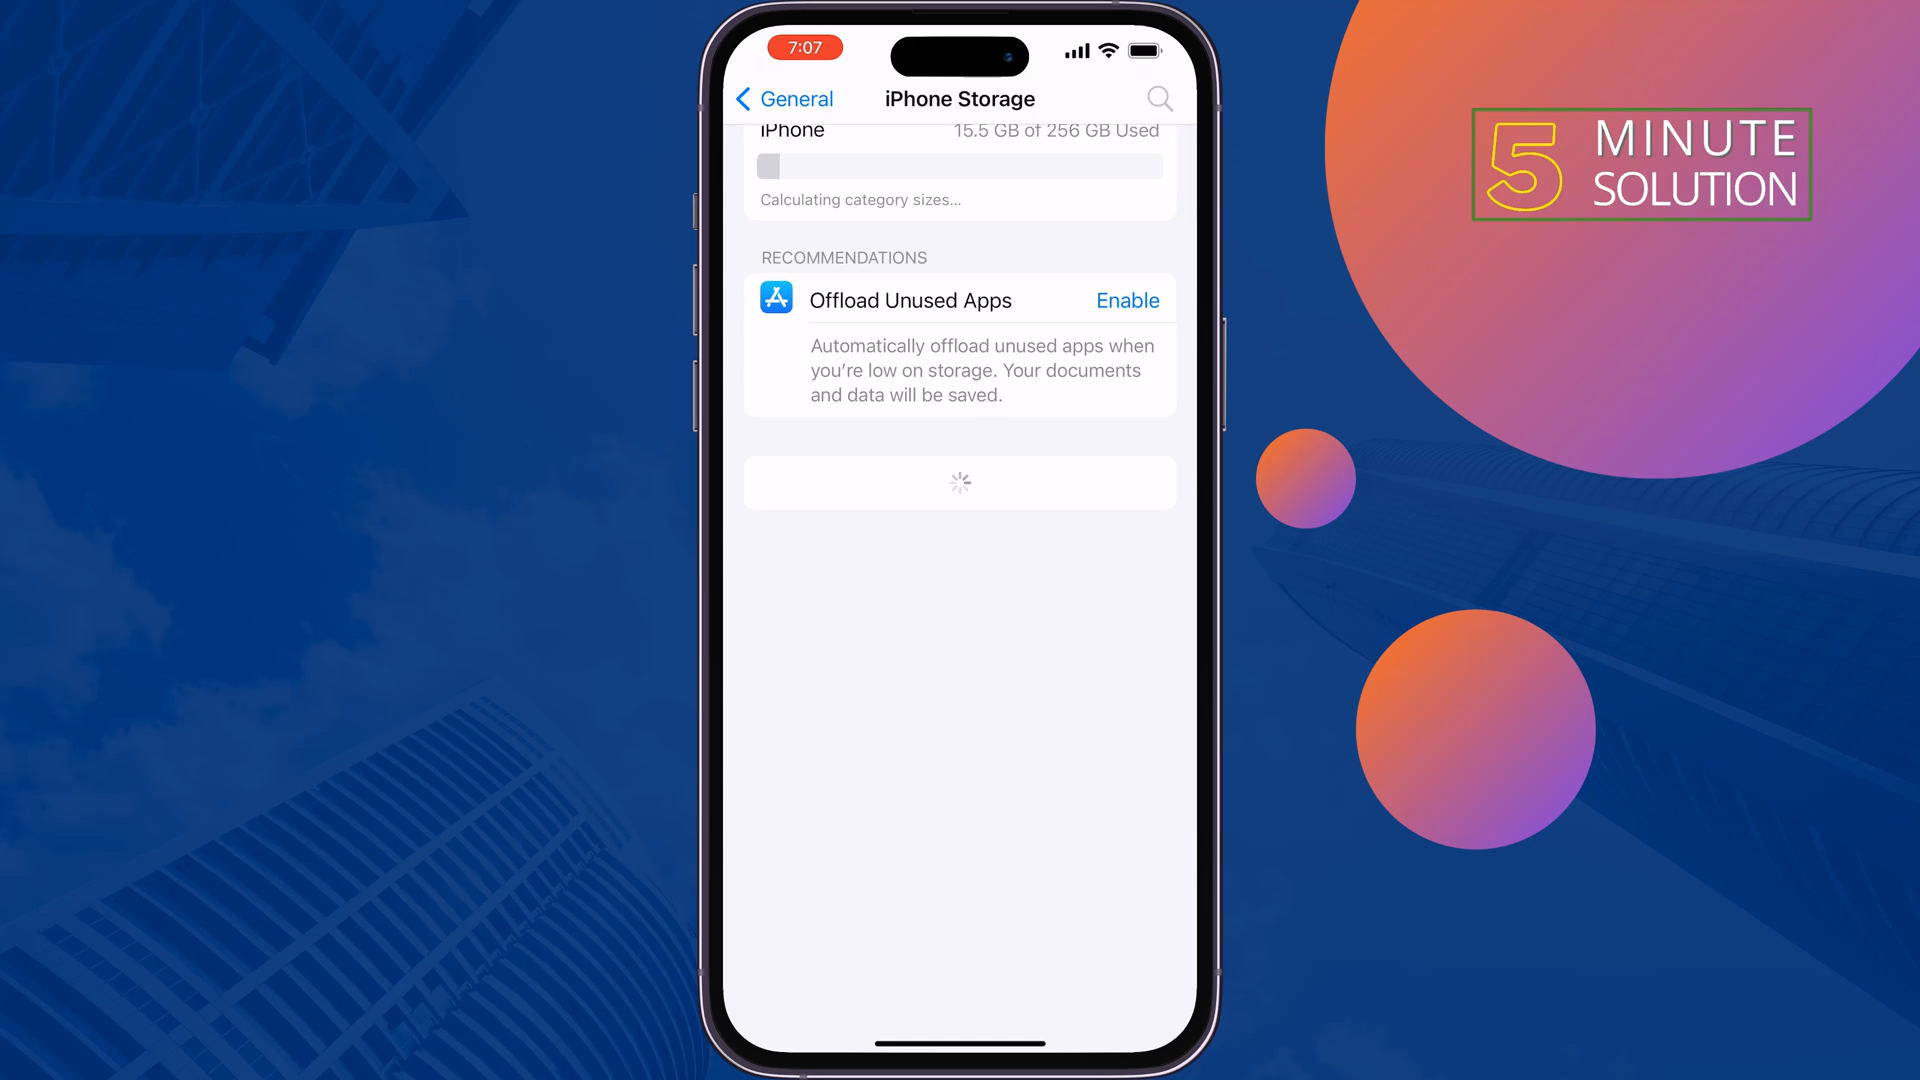 7:07
General
iPhone Storage
iPhone
15.5 GB of 256 GB Used
Calculating category sizes...
RECOMMENDATIONS
Offload Unused Apps
Enable
Automatically offload unused apps when
you're low on storage. Your documents
and data will be saved.
5 MINUTE
SOLUTION